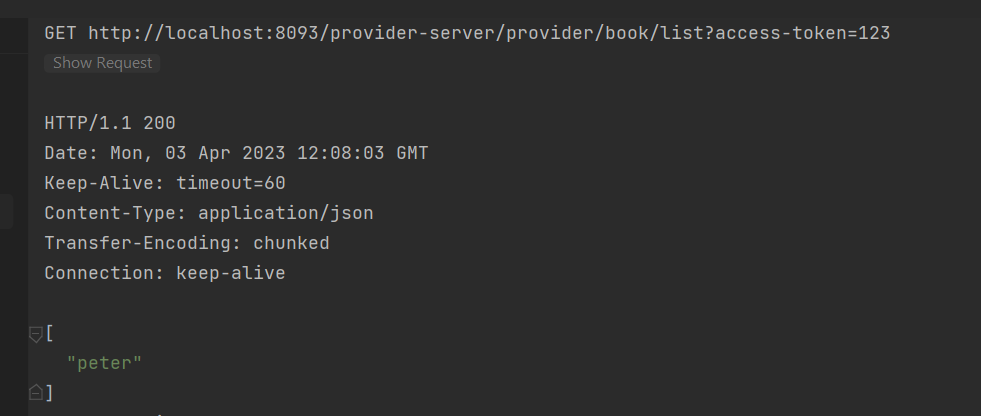 GET http://localhost:8093/provider-server/provider/book/list?access-token=123
Show Request
HTTP/1.1 200
Date: Mon, 03 Apr 2023 12:08:03 GMT
Keep-Alive: timeout=60
Content-Type: application/json
Transfer-Encoding: chunked
Connection: keep-alive
[
"peter"
]